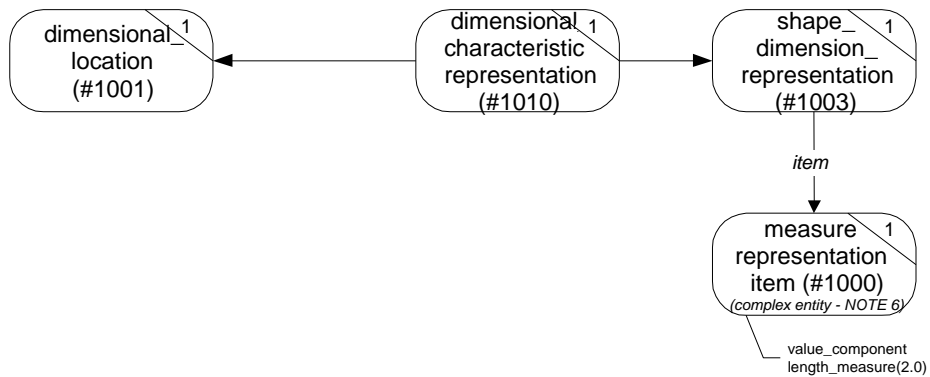 dimensional_
location
(#1001)
1
dimensional_
characteristic
representation
(#1010)
1
shape_
dimension_
representation
(#1003)
1
item
measure
representation
item (#1000)
(complex entity - NOTE 6)
1
value_component
length_measure(2.0)